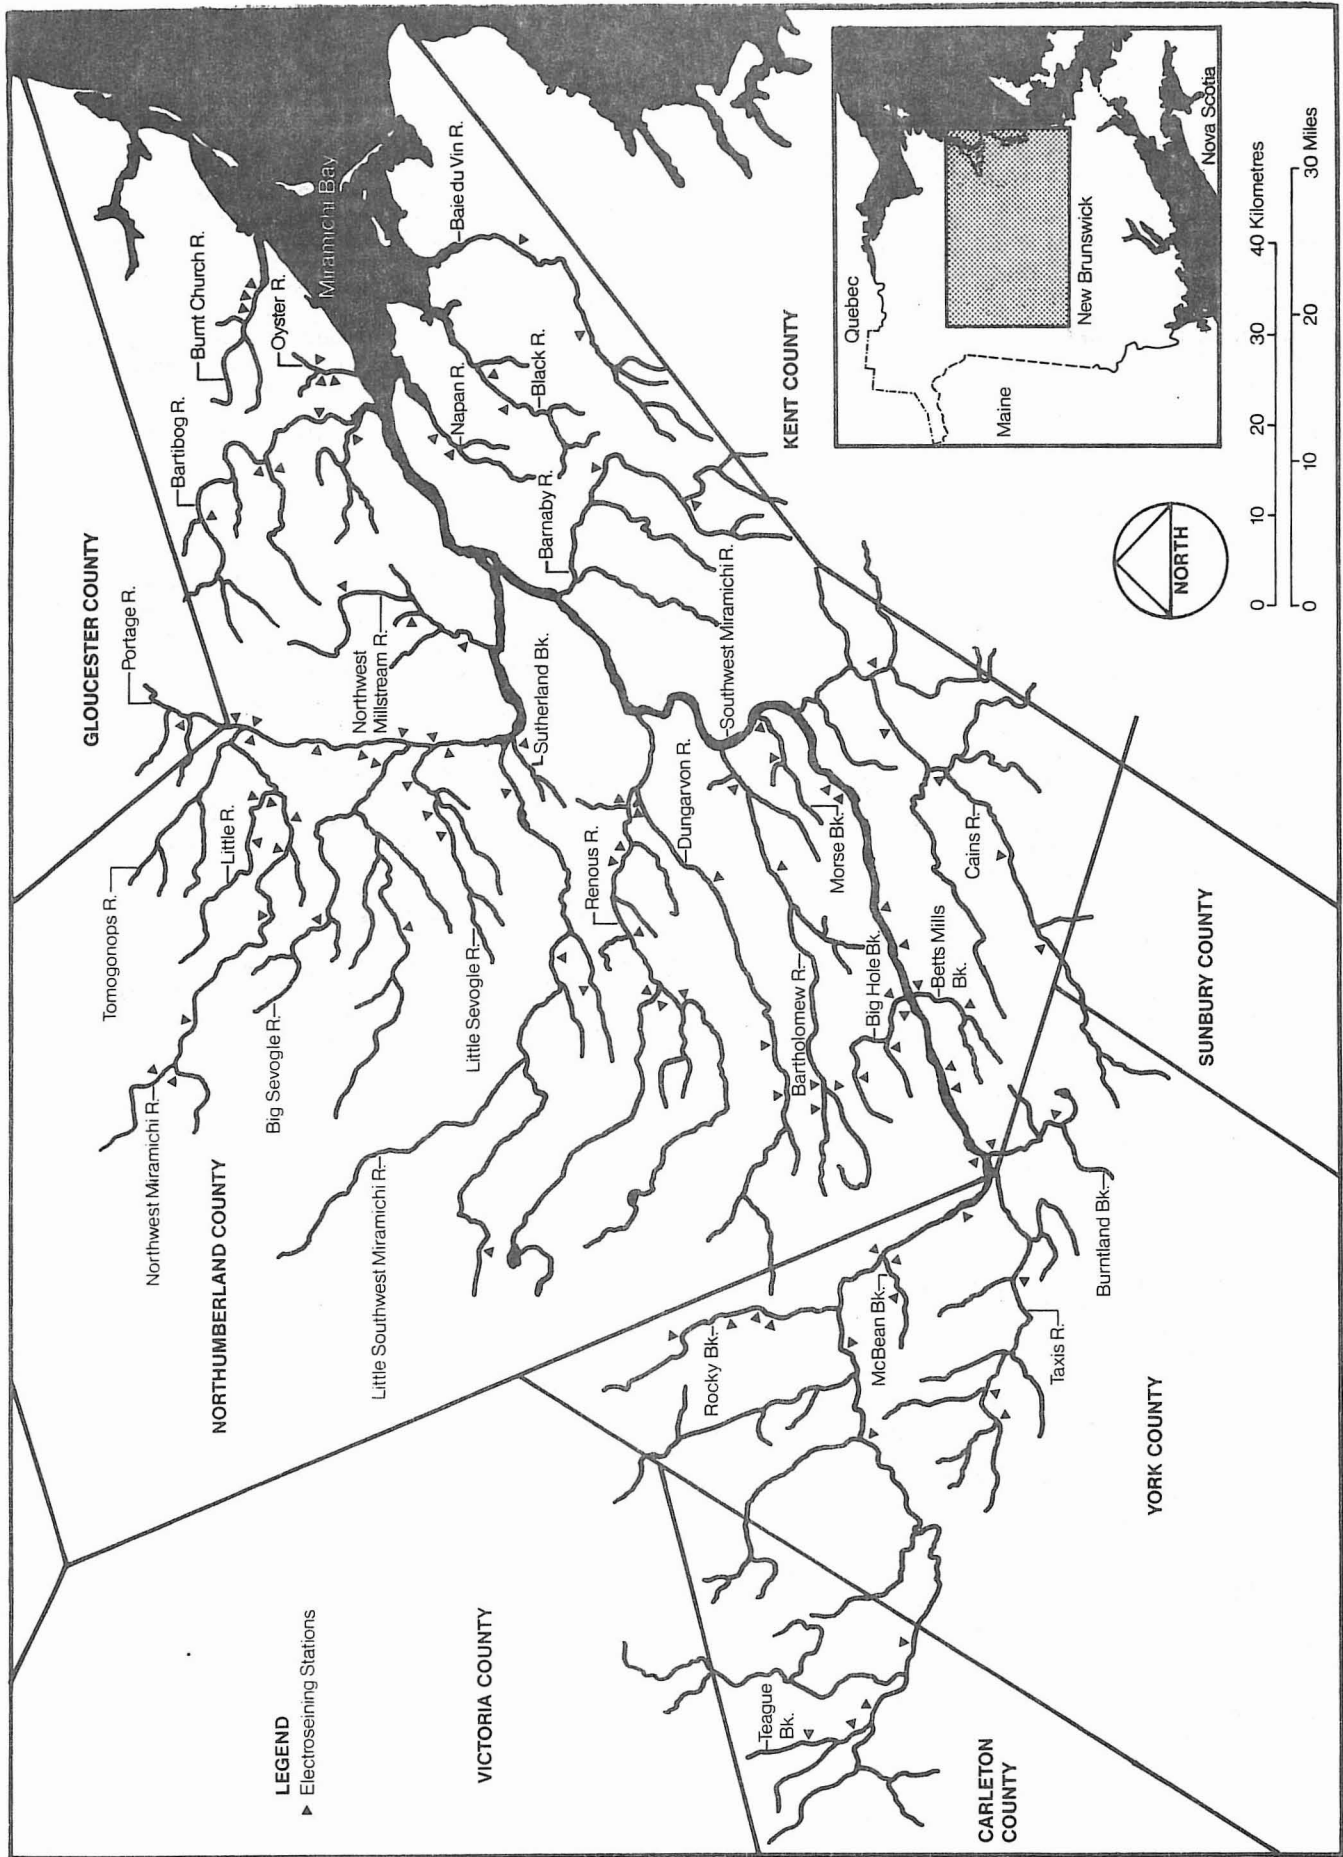 GLOUCESTER COUNTY
Portage R.
Bartibog R.
Burnt Church R.
Oyster R.
Miramichi Bay
Baie du Vin R.
Napan R.
Black R.
Barnaby R.
KENT COUNTY
Northwest
Millstream R.
Sutherland Bk.
Southwest Miramichi R.
Tomogonops R.
Little R.
Renous R.
Dungarvon R.
Morse Bk.
Cains R.
Northwest Miramichi R.
Big Sevogle R.
Little Sevogle R.
Bartholomew R.
Big Hole Bk.
Betts Mills
Bk.
SUNBURY COUNTY
NORTHUMBERLAND COUNTY
Little Southwest Miramichi R.
Rocky Bk.
McBean Bk.
Burntland Bk.
Taxis R.
YORK COUNTY
LEGEND
Electroseining Stations
VICTORIA COUNTY
Teague
Bk.
CARLETON
COUNTY
Quebec
Maine
New Brunswick
Nova Scotia
NORTH
0 10 20 30 40 Kilometres
0 10 20 30 Miles